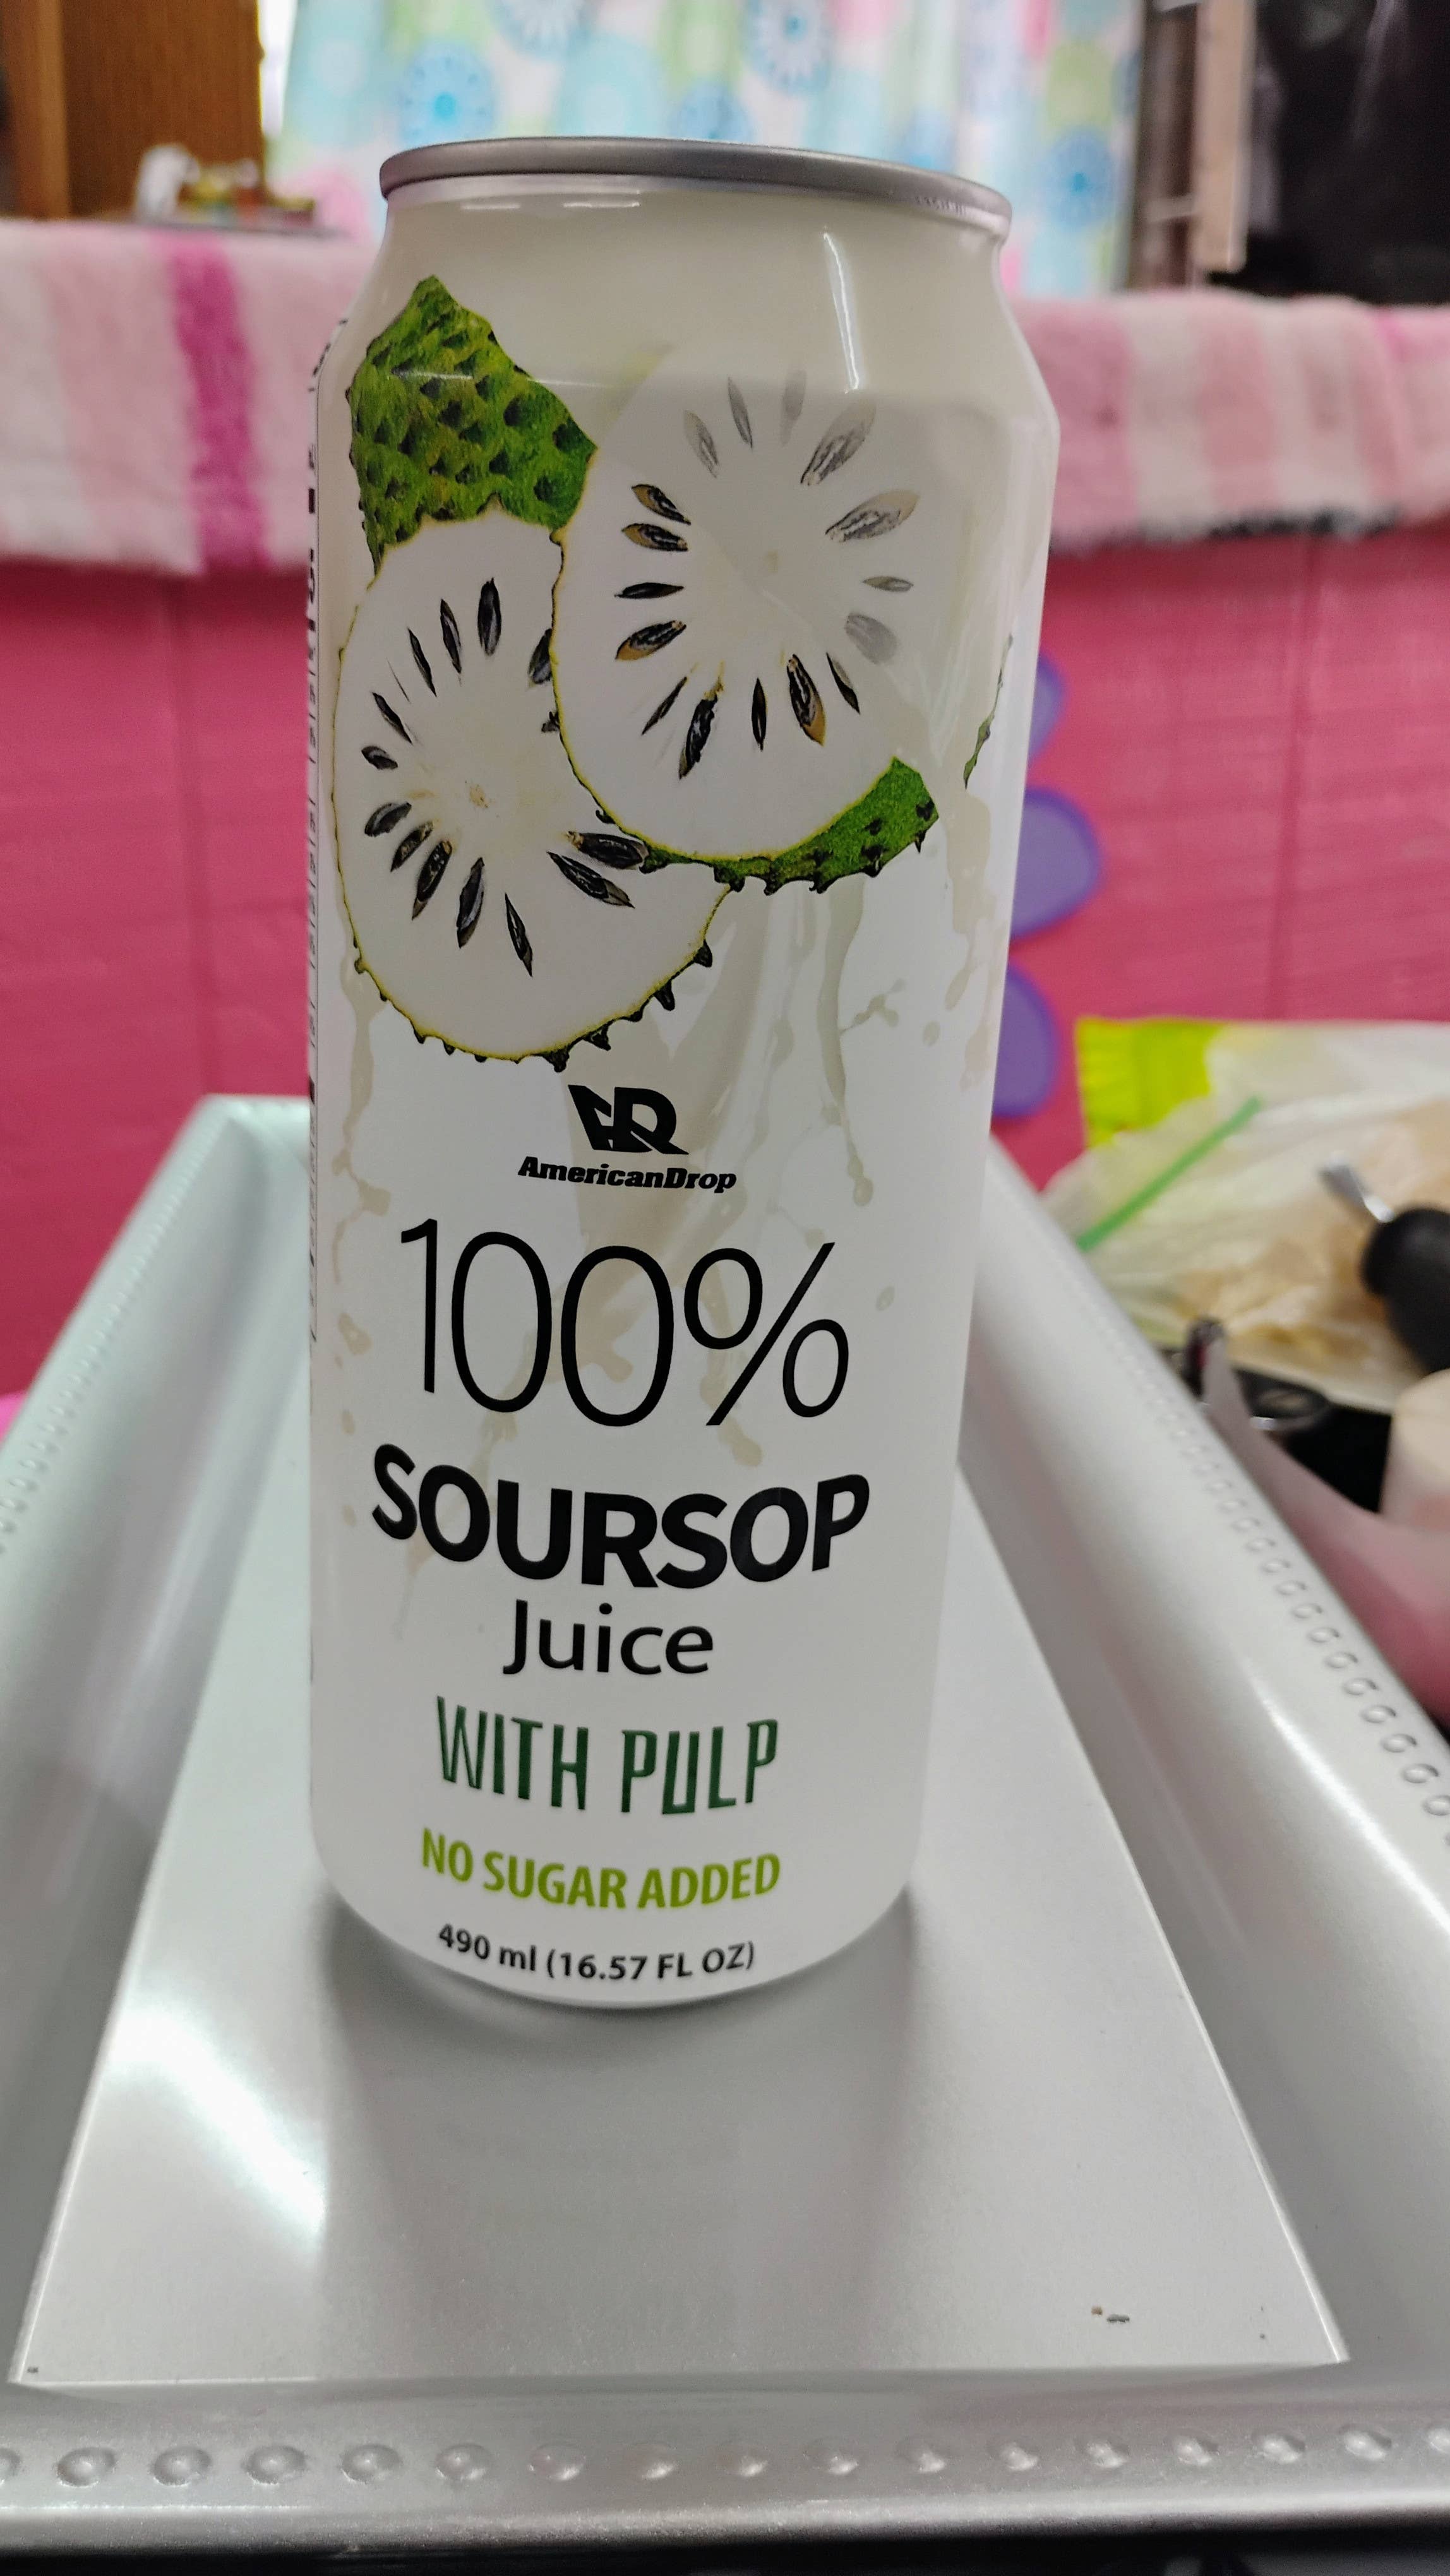 AmericanDrop
100%
SOURSOP
Juice
WITH PULP
NO SUGAR ADDED
490 ml (16.57 FL OZ)